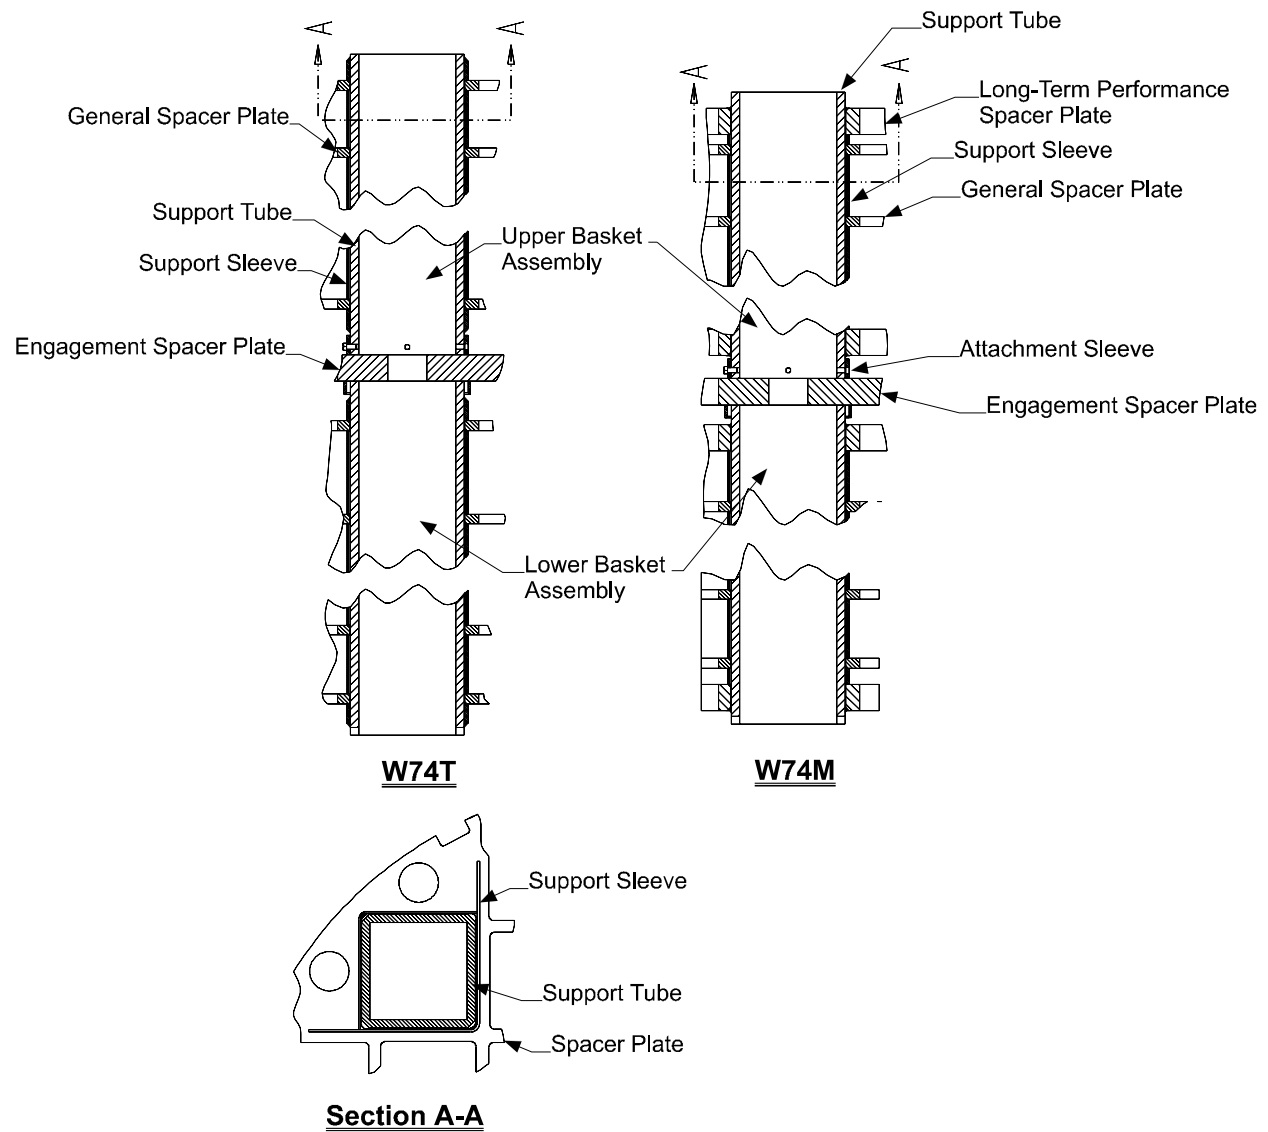 A
A
General Spacer Plate
Support Tube
Support Sleeve
Engagement Spacer Plate
Upper Basket
Assembly
Lower Basket
Assembly
W74T
A
A
Support Tube
Long-Term Performance
Spacer Plate
Support Sleeve
General Spacer Plate
Attachment Sleeve
Engagement Spacer Plate
W74M
Support Sleeve
Support Tube
Spacer Plate
Section A-A